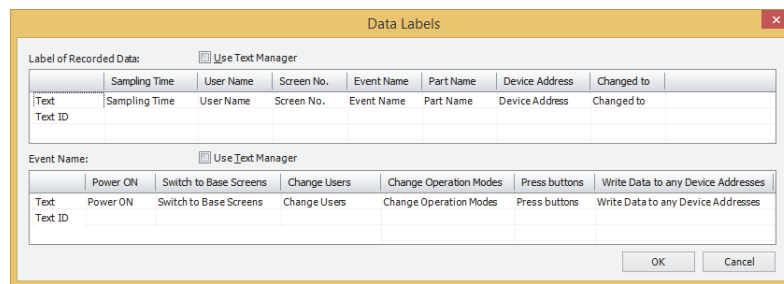 Data Labels
Label of Recorded Data: Use Text Manager
Sampling Time User Name Screen No. Event Name Part Name Device Address Changed to
Text Sampling Time User Name Screen No. Event Name Part Name Device Address Changed to
Text ID
Event Name: Use Text Manager
Power ON Switch to Base Screens Change Users Change Operation Modes Press buttons Write Data to any Device Addresses
Text Power ON Switch to Base Screens Change Users Change Operation Modes Press buttons Write Data to any Device Addresses
Text ID
OK Cancel